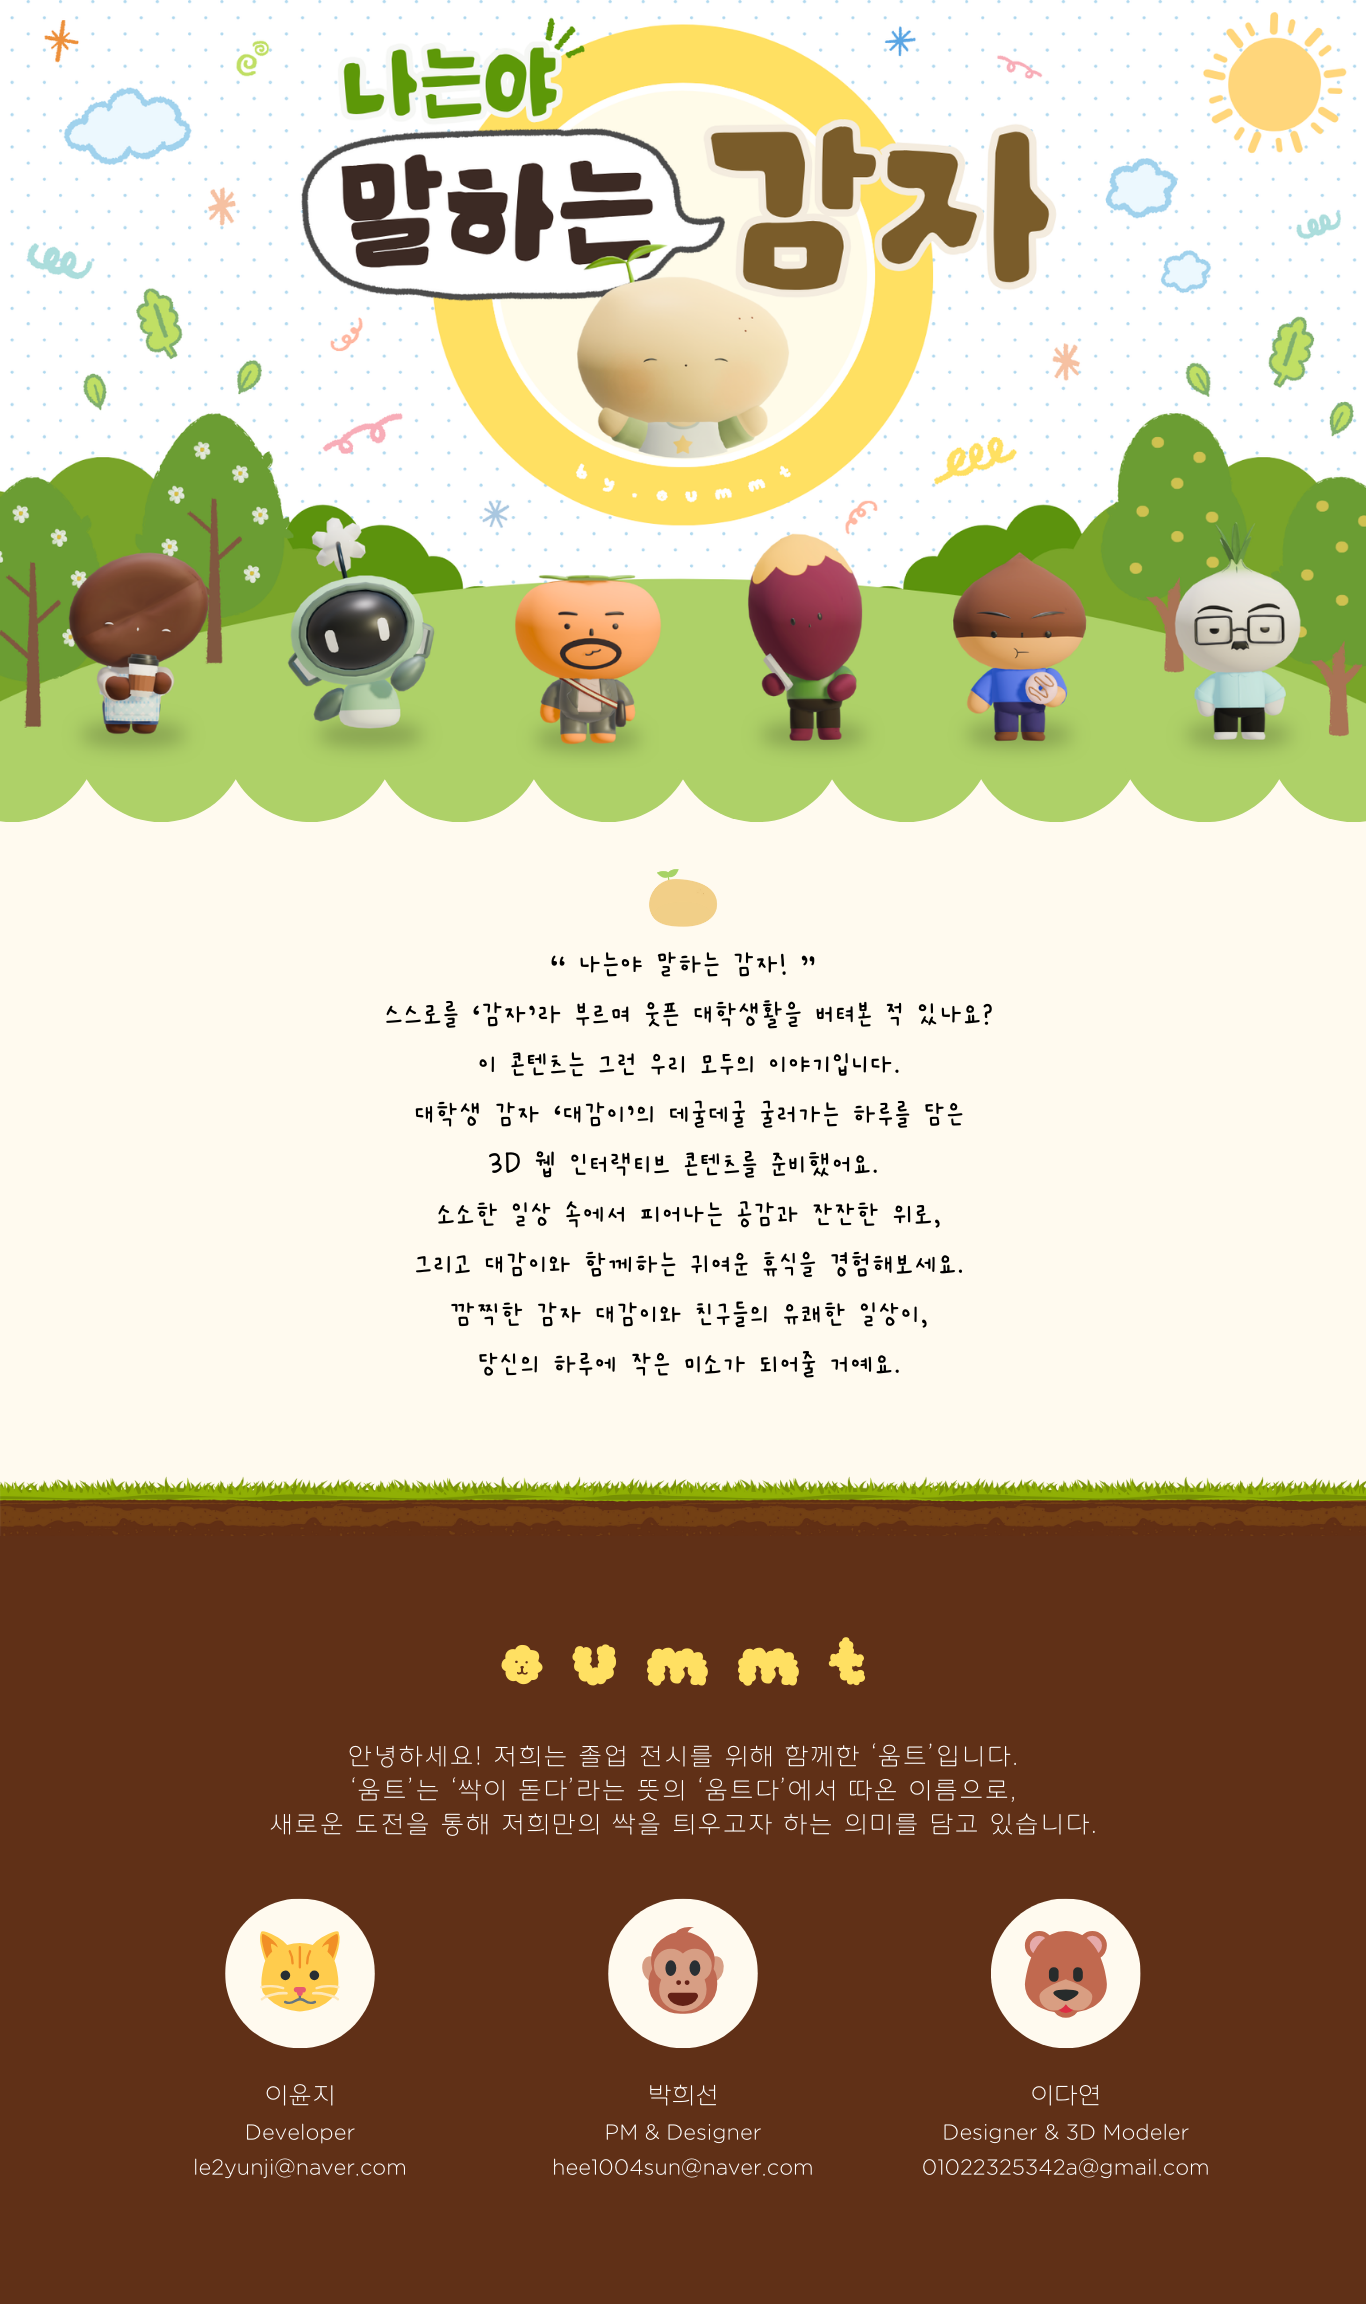 나는야
말하는 감자
by.oummt
“ 나는야 말하는 감자! ”
스스로를 ‘감자’라 부르며 웃픈 대학생활을 버텨본 적 있나요?
이 콘텐츠는 그런 우리 모두의 이야기입니다.
대학생 감자 ‘대감이’의 데굴데굴 굴러가는 하루를 담은
3D 웹 인터랙티브 콘텐츠를 준비했어요.
소소한 일상 속에서 피어나는 공감과 잔잔한 위로,
그리고 대감이와 함께하는 귀여운 휴식을 경험해보세요.
깜찍한 감자 대감이와 친구들의 유쾌한 일상이,
당신의 하루에 작은 미소가 되어줄 거예요.
oummt
안녕하세요! 저희는 졸업 전시를 위해 함께한 ‘움트’입니다.
‘움트’는 ‘싹이 돋다’라는 뜻의 ‘움트다’에서 따온 이름으로,
새로운 도전을 통해 저희만의 싹을 틔우고자 하는 의미를 담고 있습니다.
이윤지
Developer
le2yunji@naver.com
박희선
PM & Designer
hee1004sun@naver.com
이다연
Designer & 3D Modeler
01022325342a@gmail.com